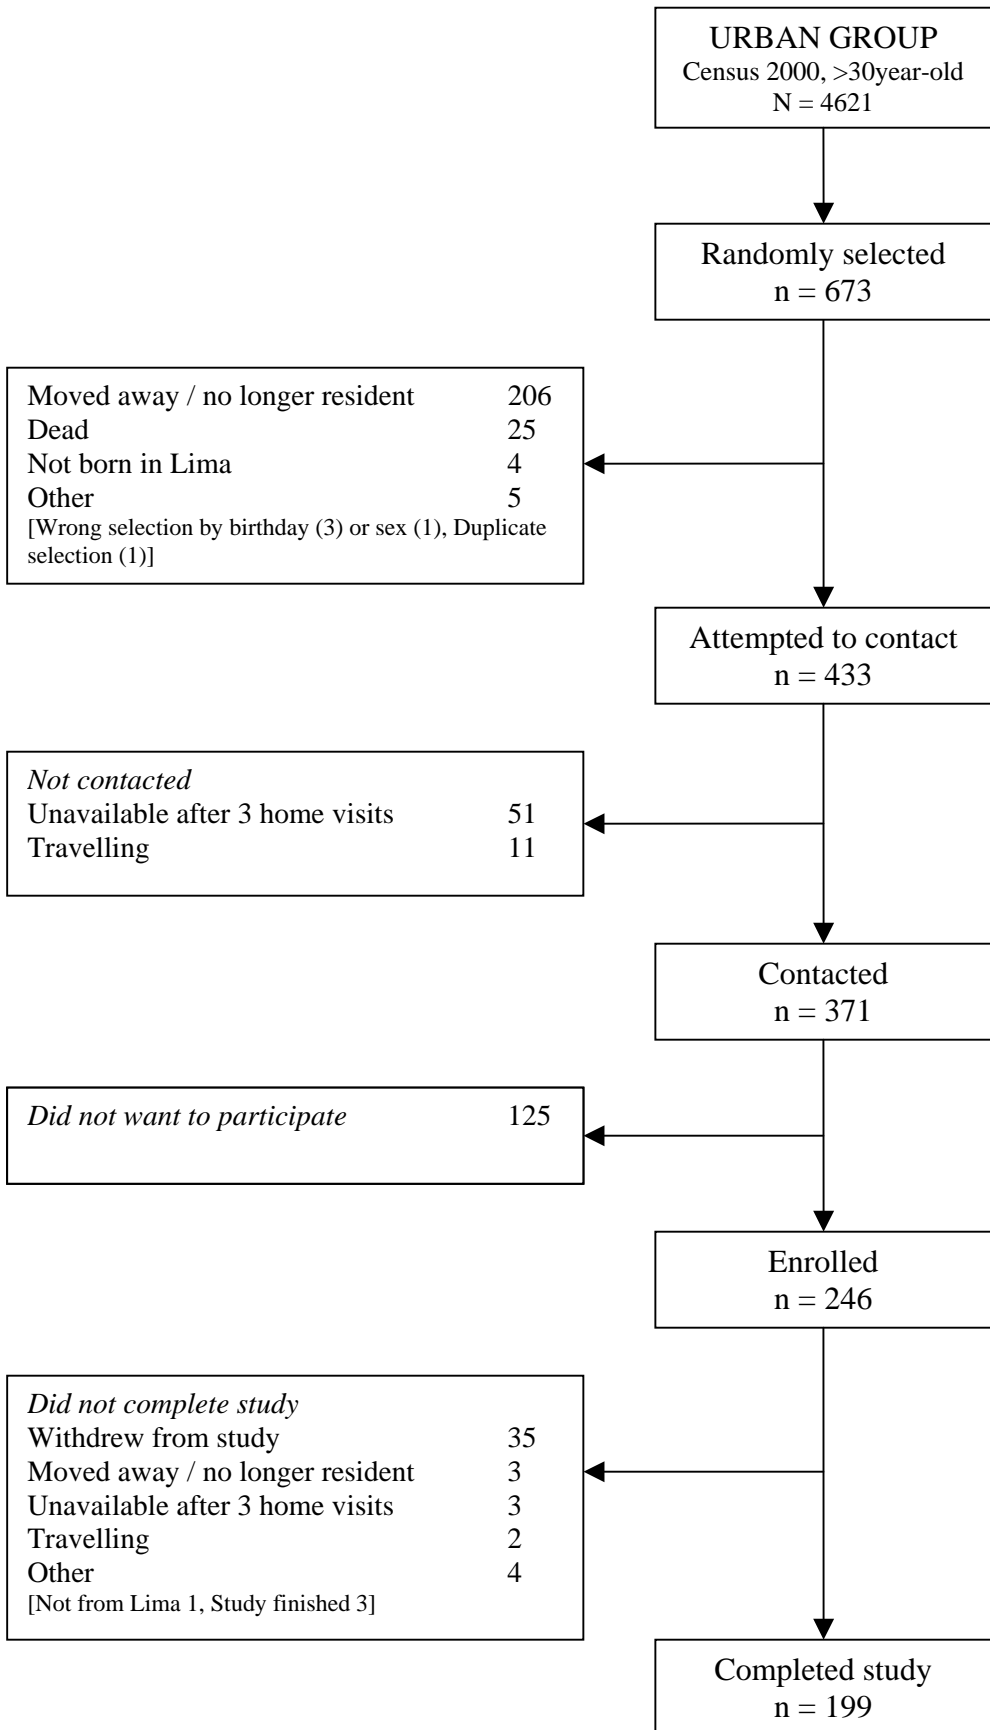 URBAN GROUP
Census 2000, >30year-old
N = 4621
Randomly selected
n = 673
Moved away / no longer resident 206
Dead 25
Not born in Lima 4
Other 5
[Wrong selection by birthday (3) or sex (1), Duplicate
selection (1)]
Attempted to contact
n = 433
Not contacted
Unavailable after 3 home visits 51
Travelling 11
Contacted
n = 371
Did not want to participate 125
Enrolled
n = 246
Did not complete study
Withdrew from study 35
Moved away / no longer resident 3
Unavailable after 3 home visits 3
Travelling 2
Other 4
[Not from Lima 1, Study finished 3]
Completed study
n = 199